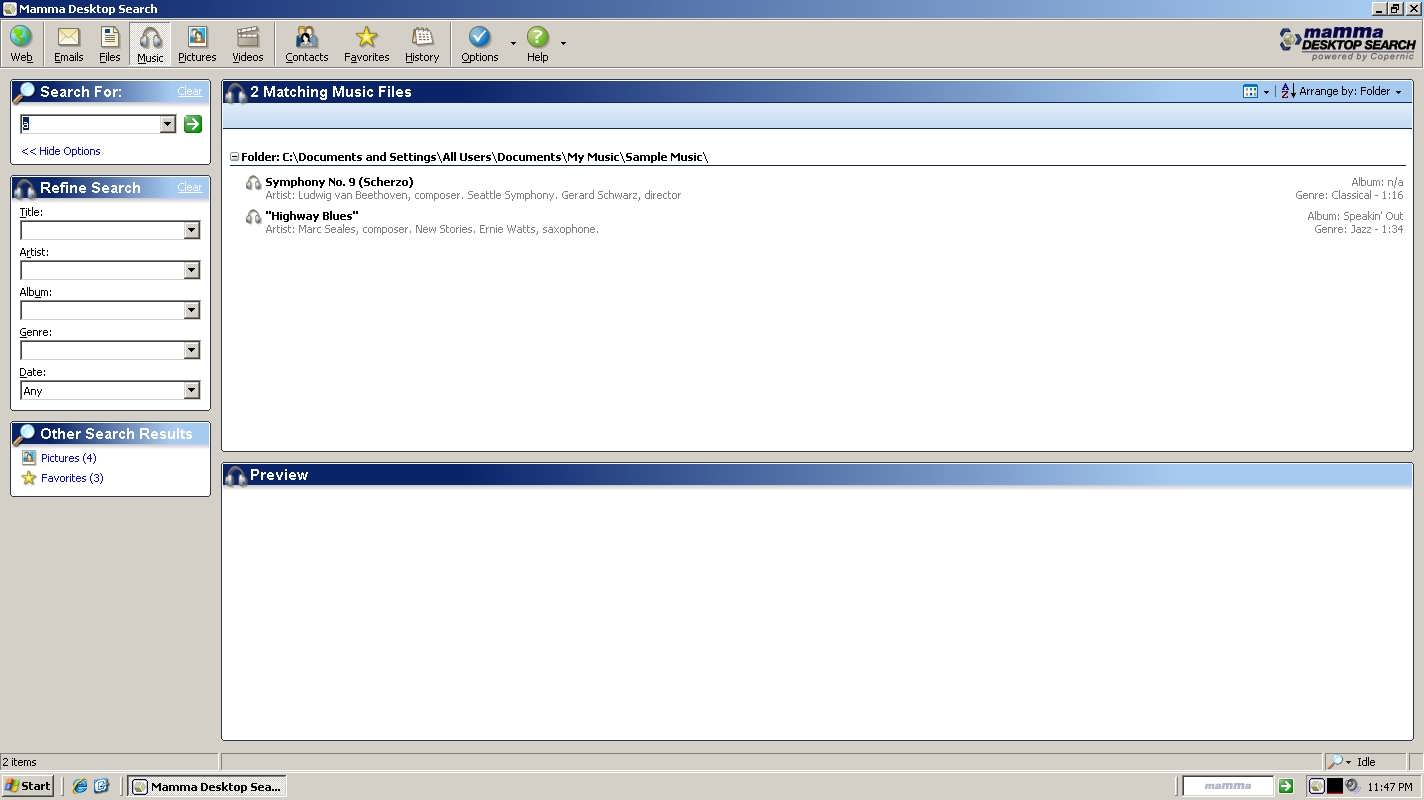 Mamma Desktop Search
Web Emails Files Music Pictures Videos Contacts Favorites History Options Help
mamma
DESKTOP SEARCH
powered by Copernic
Search For: Clear
a
<< Hide Options
Refine Search Clear
Title:
Artist:
Album:
Genre:
Date:
Any
Other Search Results
Pictures (4)
Favorites (3)
2 Matching Music Files Arrange by: Folder
Folder: C:\Documents and Settings\All Users\Documents\My Music\Sample Music\
Symphony No. 9 (Scherzo) Album: n/a
Artist: Ludwig van Beethoven, composer. Seattle Symphony. Gerard Schwarz, director Genre: Classical - 1:16
"Highway Blues" Album: Speakin' Out
Artist: Marc Seales, composer. New Stories. Ernie Watts, saxophone. Genre: Jazz - 1:34
Preview
2 items Idle
Start Mamma Desktop Sea... mamma 11:47 PM